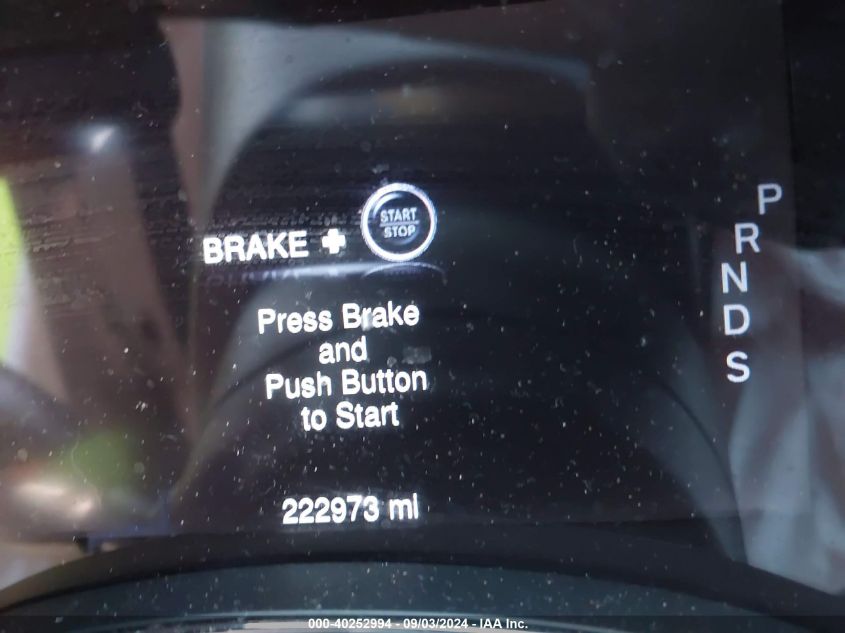 START
STOP
BRAKE +
Press Brake
and
Push Button
to Start
222973 mi
P
R
N
D
S
000-40252994 - 09/03/2024 - IAA Inc.